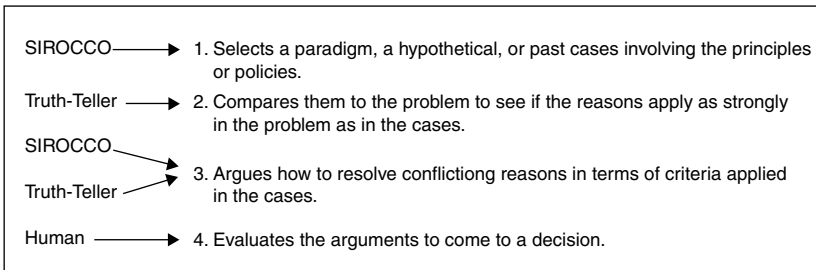 SIROCCO 1. Selects a paradigm, a hypothetical, or past cases involving the principles
or policies.
Truth-Teller 2. Compares them to the problem to see if the reasons apply as strongly
in the problem as in the cases.
SIROCCO
3. Argues how to resolve conflictiong reasons in terms of criteria applied
Truth-Teller
in the cases.
Human 4. Evaluates the arguments to come to a decision.